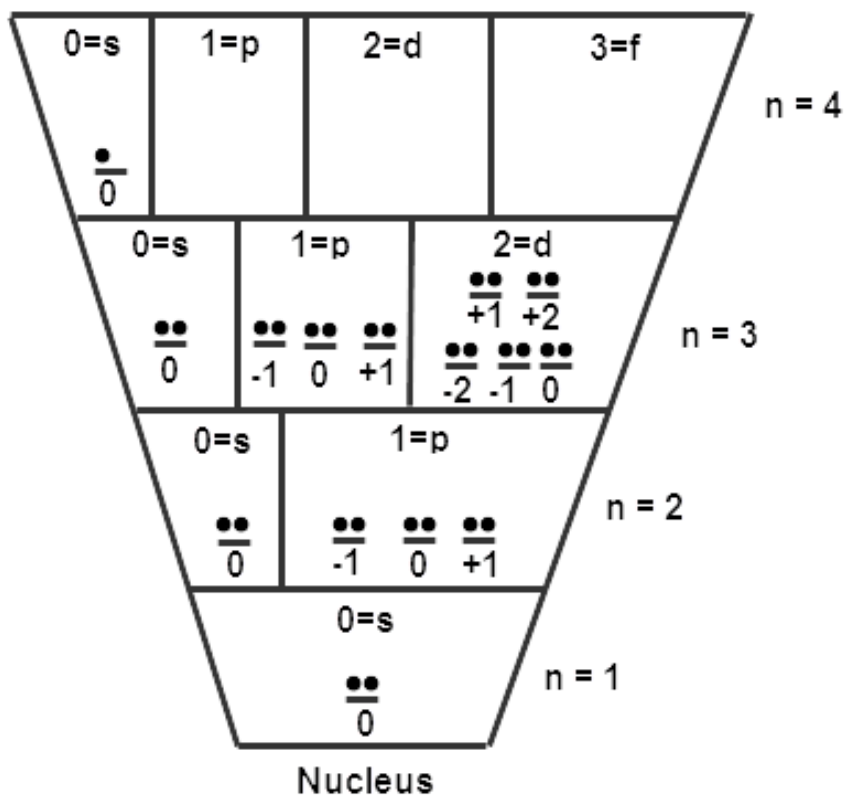 0=s 1=p 2=d 3=f
n = 4
0
0=s 1=p 2=d
+1 +2
n = 3
0 -1 0 +1 -2 -1 0
0=s 1=p
n = 2
0 -1 0 +1
0=s
n = 1
0
Nucleus